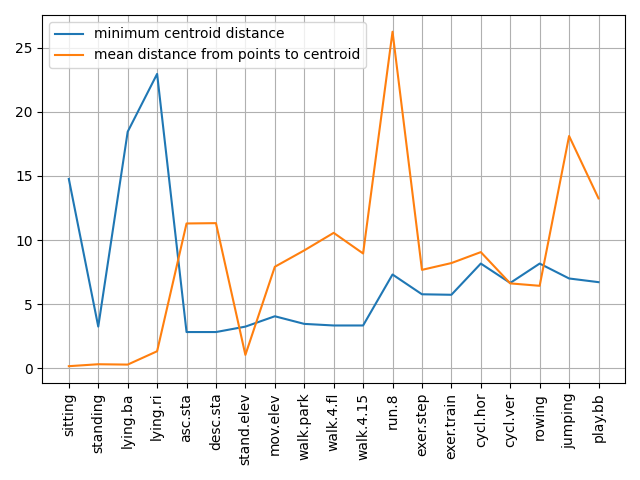 minimum centroid distance
mean distance from points to centroid
25
20
15
10
5
0
sitting
standing
lying.ba
lying.ri
asc.sta
desc.sta
stand.elev
mov.elev
walk.park
walk.4.fl
walk.4.15
run.8
exer.step
exer.train
cycl.hor
cycl.ver
rowing
jumping
play.bb